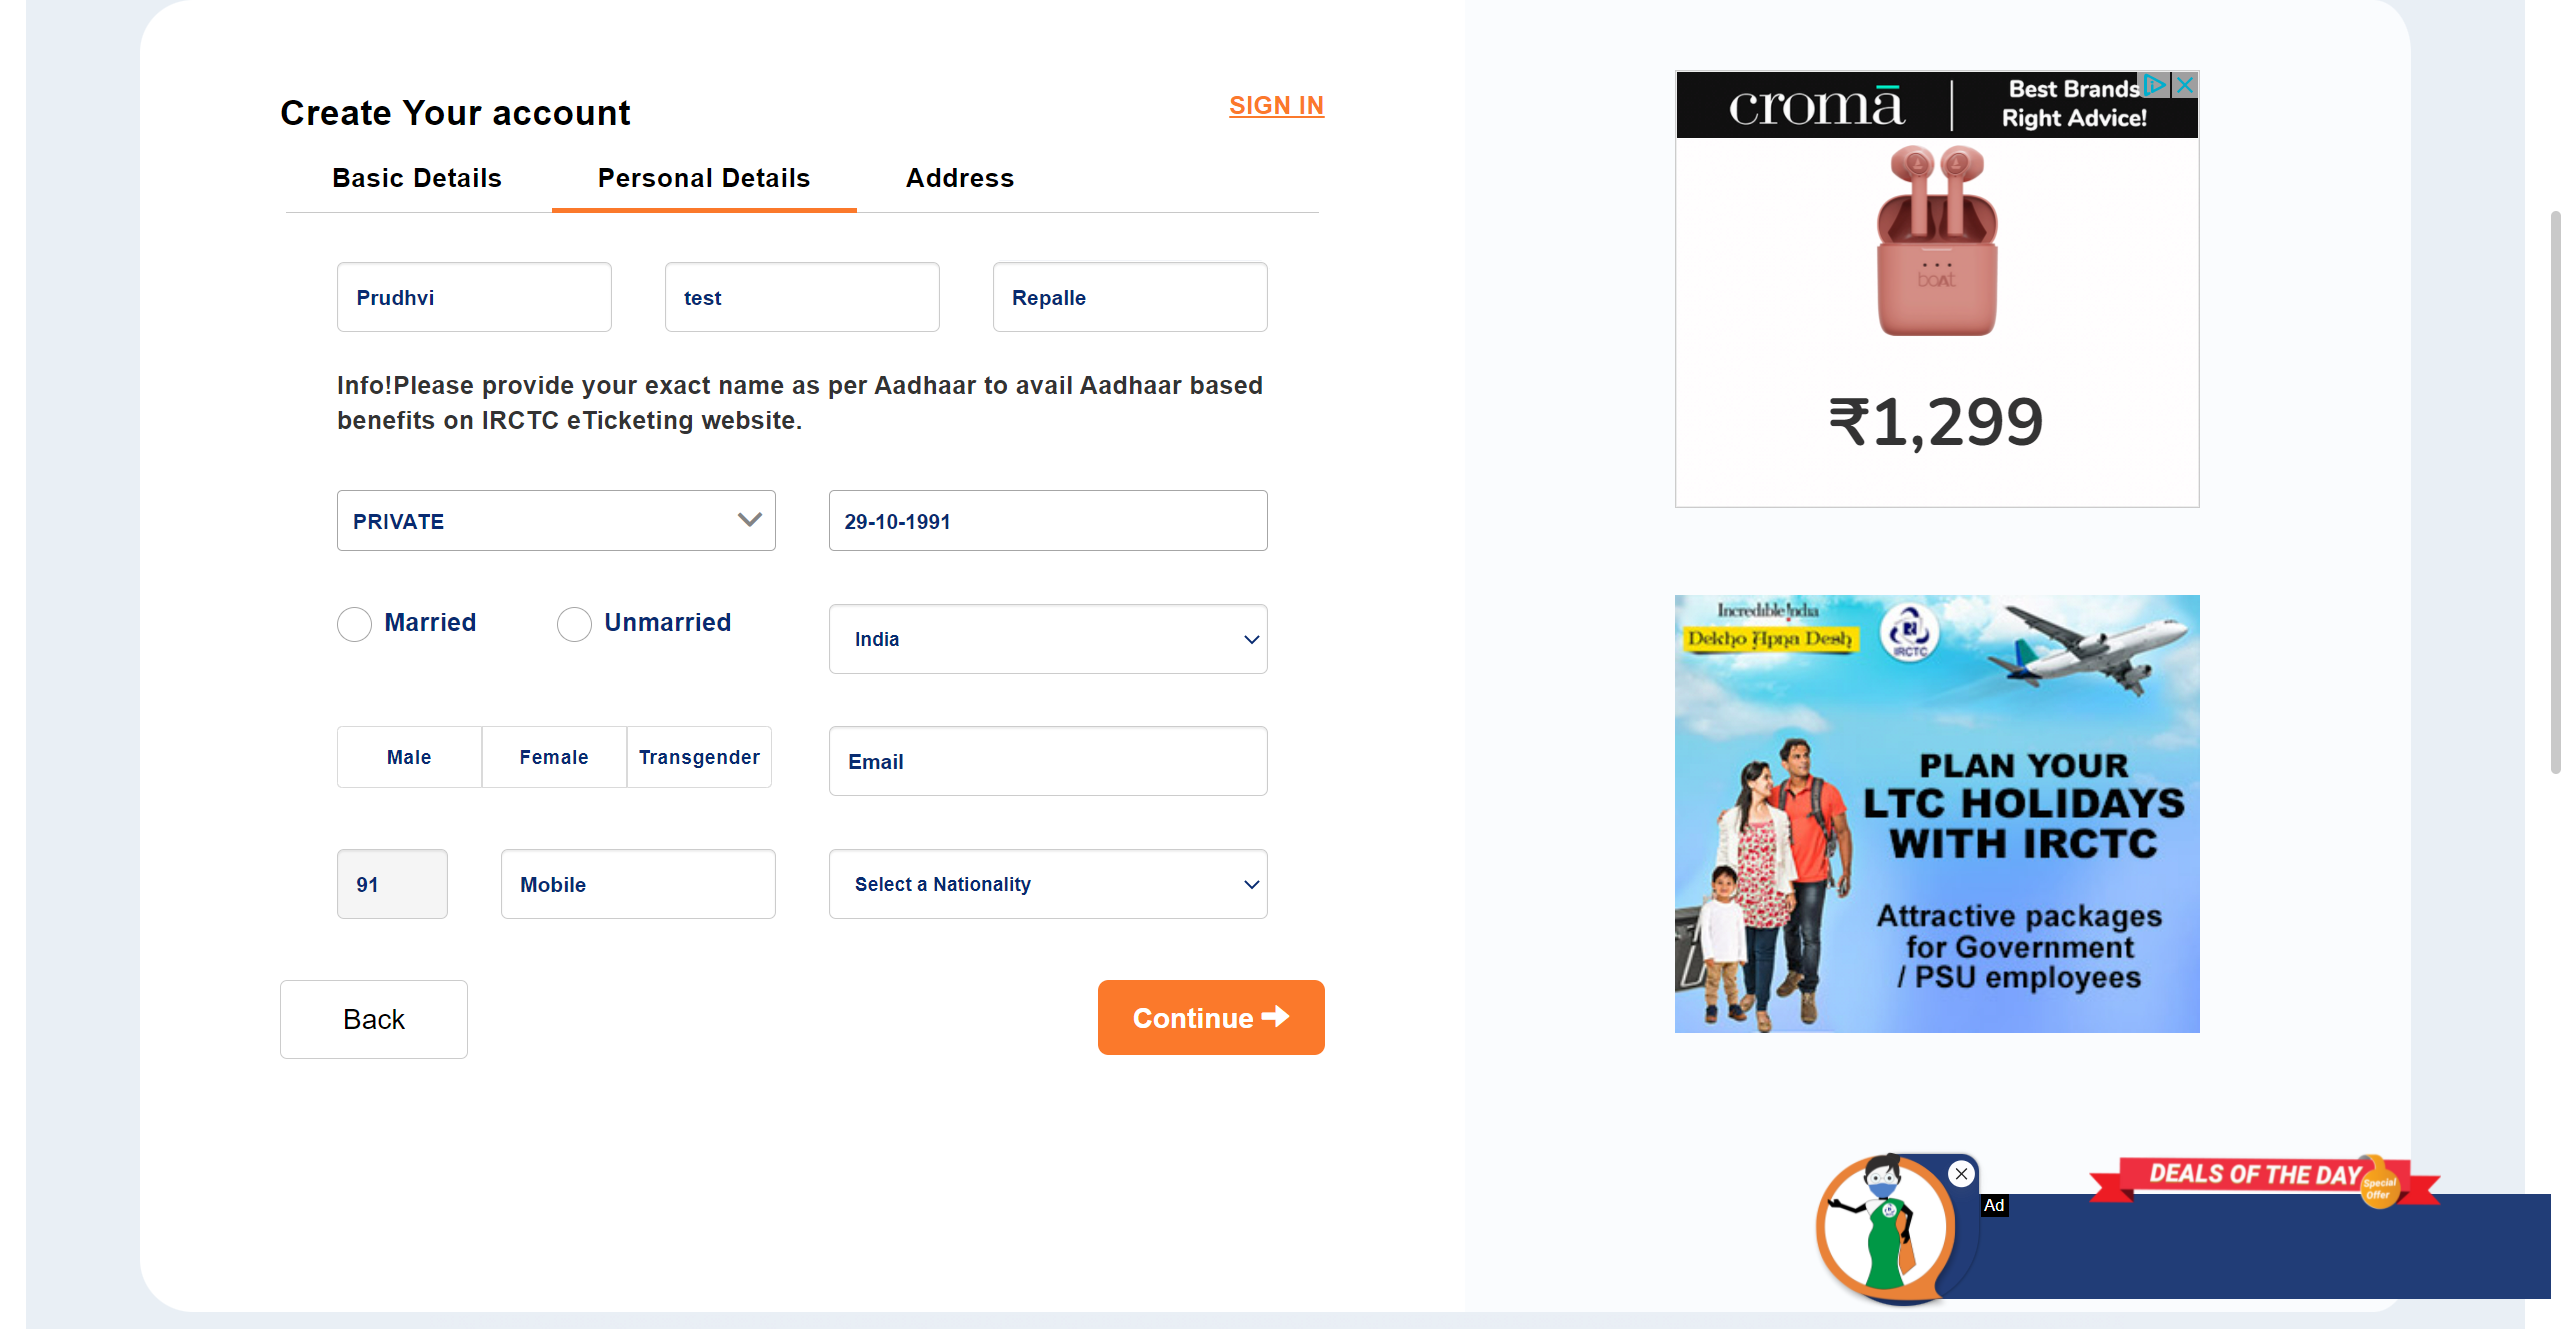 Create Your account
SIGN IN
Basic Details
Personal Details
Address
Prudhvi
test
Repalle
Info!Please provide your exact name as per Aadhaar to avail Aadhaar based
benefits on IRCTC eTicketing website.
PRIVATE
29-10-1991
Married
Unmarried
India
Male
Female
Transgender
Email
91
Mobile
Select a Nationality
Back
Continue
cromā
Best Brands
Right Advice!
boAt
₹1,299
Incredible !ndia
Dekho Apna Desh
IRCTC
PLAN YOUR
LTC HOLIDAYS
WITH IRCTC
Attractive packages
for Government
/ PSU employees
DEALS OF THE DAY
Special
Offer
Ad